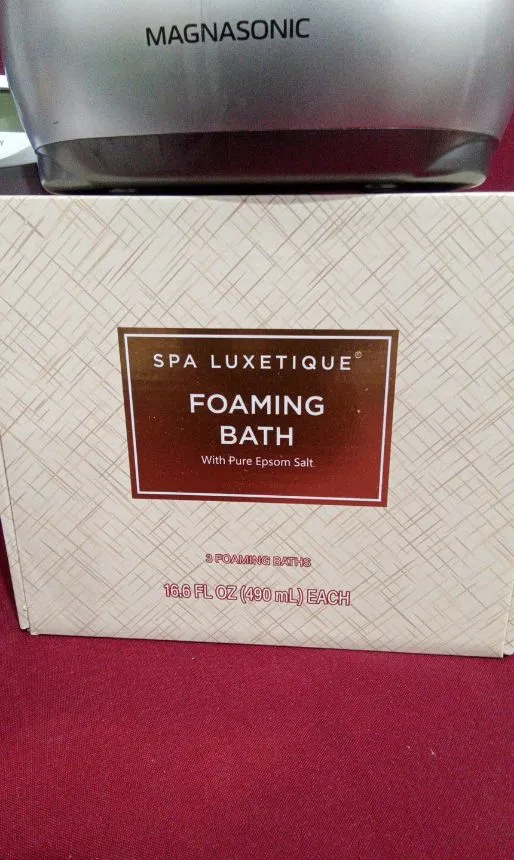 MAGNASONIC
SPA LUXETIQUE®
FOAMING
BATH
With Pure Epsom Salt
3 FOAMING BATHS
16.6 FL OZ (490 mL) EACH